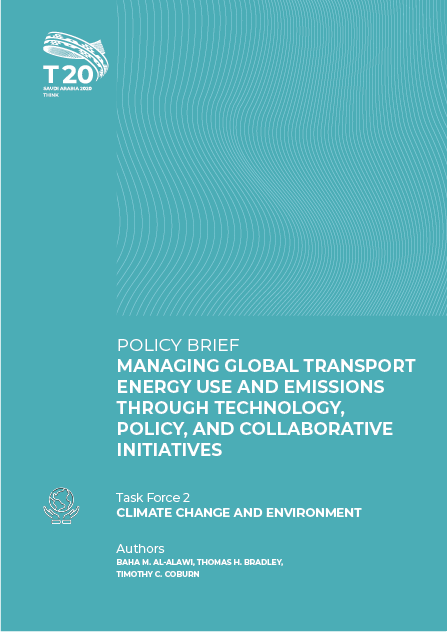 T20
SAUDI ARABIA 2020
THINK
POLICY BRIEF
MANAGING GLOBAL TRANSPORT
ENERGY USE AND EMISSIONS
THROUGH TECHNOLOGY,
POLICY, AND COLLABORATIVE
INITIATIVES
Task Force 2
CLIMATE CHANGE AND ENVIRONMENT
Authors
BAHA M. AL-ALAWI, THOMAS H. BRADLEY,
TIMOTHY C. COBURN